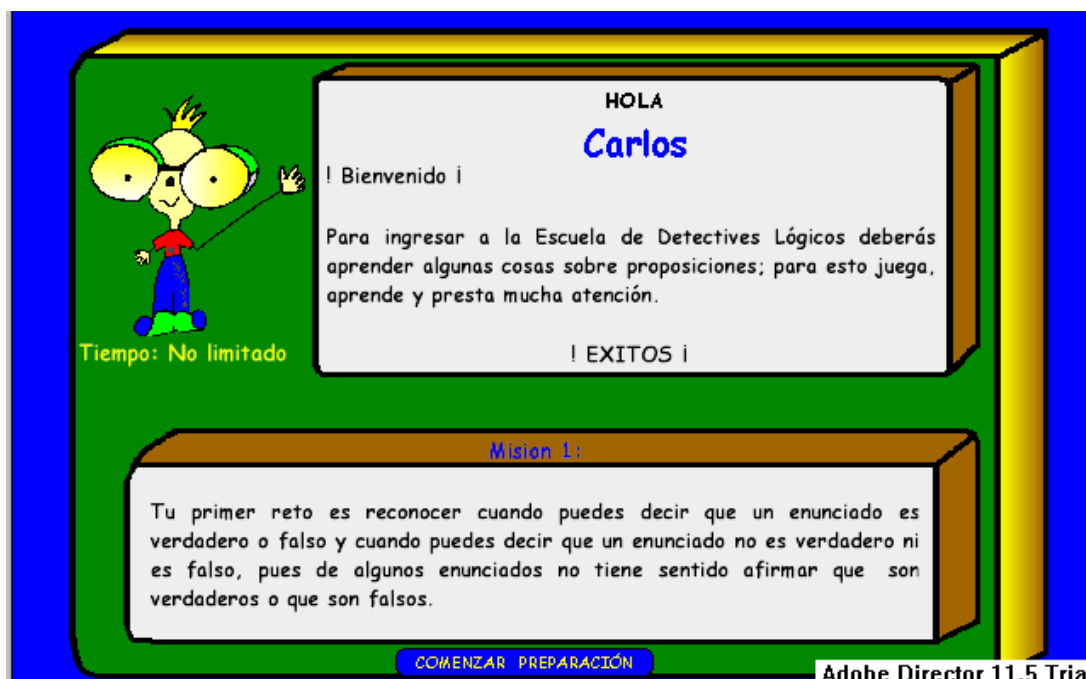 HOLA
Carlos
! Bienvenido ¡
Para ingresar a la Escuela de Detectives Lógicos deberás
aprender algunas cosas sobre proposiciones; para esto juega,
aprende y presta mucha atención.
! EXITOS ¡
Tiempo: No limitado
Mision 1:
Tu primer reto es reconocer cuando puedes decir que un enunciado es
verdadero o falso y cuando puedes decir que un enunciado no es verdadero ni
es falso, pues de algunos enunciados no tiene sentido afirmar que son
verdaderos o que son falsos.
COMENZAR PREPARACIÓN
Adobe Director 11.5 Tria